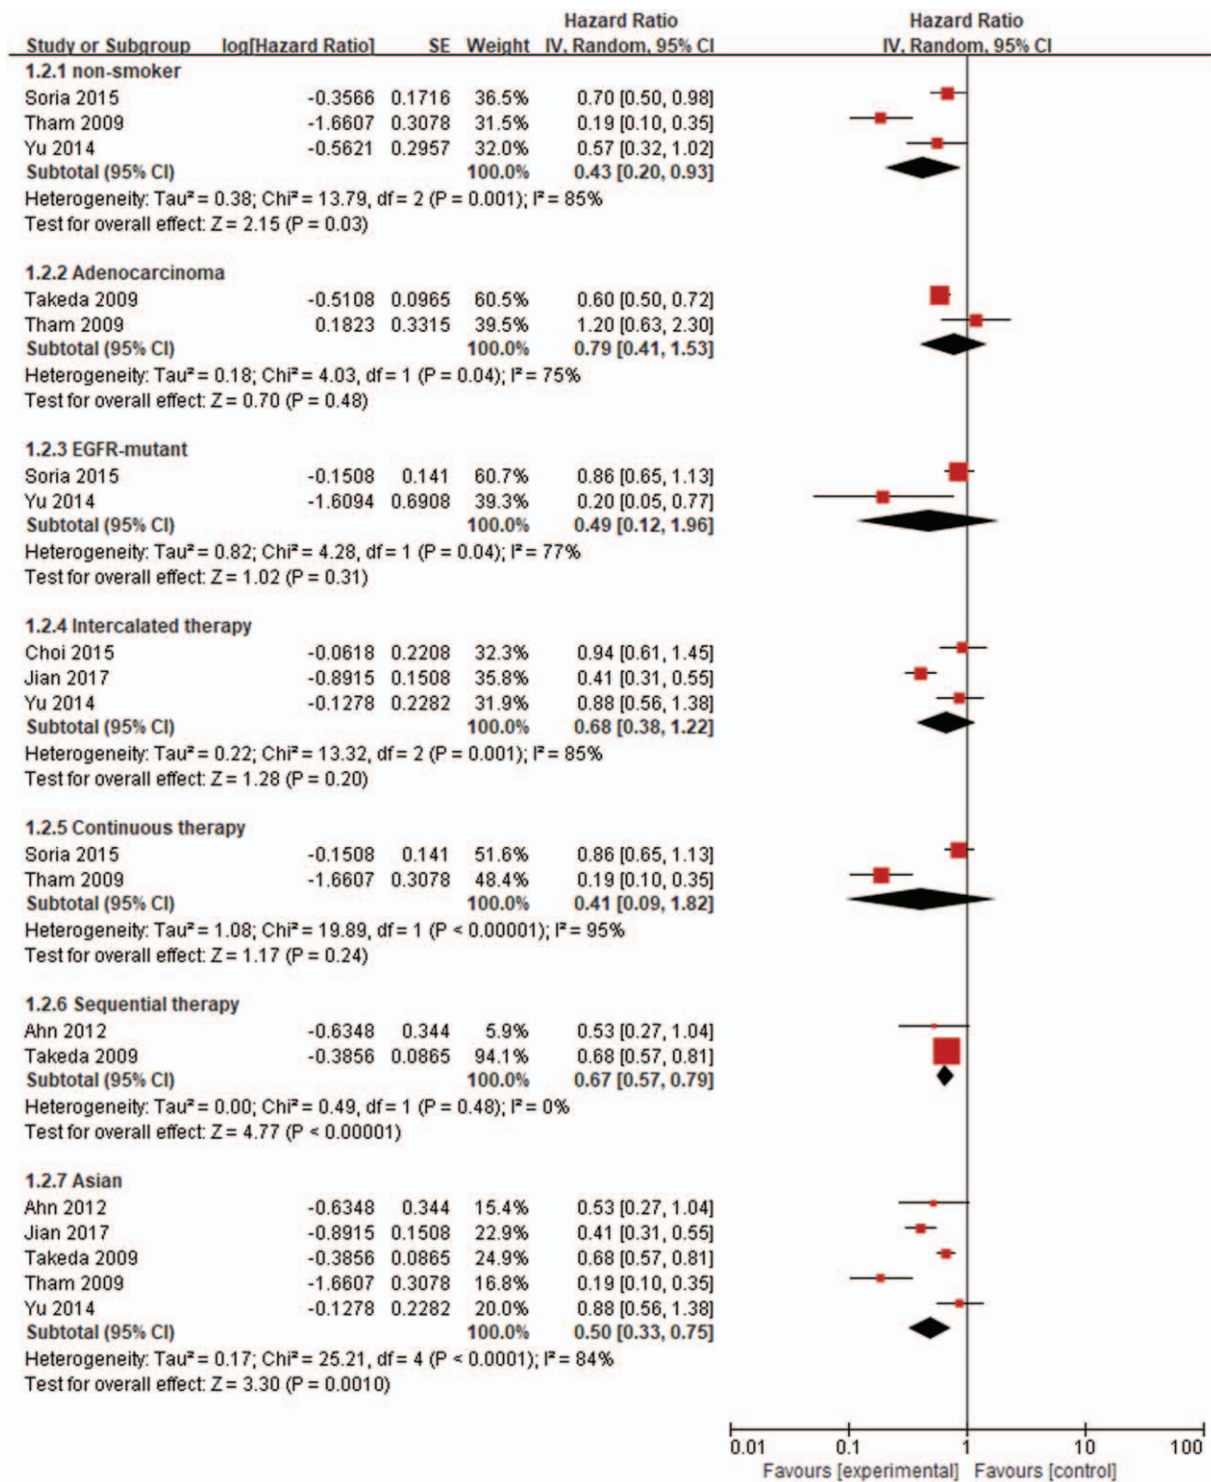 Hazard Ratio Hazard Ratio
Study or Subgroup log[Hazard Ratio] SE Weight IV, Random, 95% CI IV, Random, 95% CI
1.2.1 non-smoker
Soria 2015 -0.3566 0.1716 36.5% 0.70 [0.50, 0.98]
Tham 2009 -1.6607 0.3078 31.5% 0.19 [0.10, 0.35]
Yu 2014 -0.5621 0.2957 32.0% 0.57 [0.32, 1.02]
Subtotal (95% CI) 100.0% 0.43 [0.20, 0.93]
Heterogeneity: Tau² = 0.38; Chi² = 13.79, df = 2 (P = 0.001); I² = 85%
Test for overall effect: Z = 2.15 (P = 0.03)
1.2.2 Adenocarcinoma
Takeda 2009 -0.5108 0.0965 60.5% 0.60 [0.50, 0.72]
Tham 2009 0.1823 0.3315 39.5% 1.20 [0.63, 2.30]
Subtotal (95% CI) 100.0% 0.79 [0.41, 1.53]
Heterogeneity: Tau² = 0.18; Chi² = 4.03, df = 1 (P = 0.04); I² = 75%
Test for overall effect: Z = 0.70 (P = 0.48)
1.2.3 EGFR-mutant
Soria 2015 -0.1508 0.141 60.7% 0.86 [0.65, 1.13]
Yu 2014 -1.6094 0.6908 39.3% 0.20 [0.05, 0.77]
Subtotal (95% CI) 100.0% 0.49 [0.12, 1.96]
Heterogeneity: Tau² = 0.82; Chi² = 4.28, df = 1 (P = 0.04); I² = 77%
Test for overall effect: Z = 1.02 (P = 0.31)
1.2.4 Intercalated therapy
Choi 2015 -0.0618 0.2208 32.3% 0.94 [0.61, 1.45]
Jian 2017 -0.8915 0.1508 35.8% 0.41 [0.31, 0.55]
Yu 2014 -0.1278 0.2282 31.9% 0.88 [0.56, 1.38]
Subtotal (95% CI) 100.0% 0.68 [0.38, 1.22]
Heterogeneity: Tau² = 0.22; Chi² = 13.32, df = 2 (P = 0.001); I² = 85%
Test for overall effect: Z = 1.28 (P = 0.20)
1.2.5 Continuous therapy
Soria 2015 -0.1508 0.141 51.6% 0.86 [0.65, 1.13]
Tham 2009 -1.6607 0.3078 48.4% 0.19 [0.10, 0.35]
Subtotal (95% CI) 100.0% 0.41 [0.09, 1.82]
Heterogeneity: Tau² = 1.08; Chi² = 19.89, df = 1 (P < 0.00001); I² = 95%
Test for overall effect: Z = 1.17 (P = 0.24)
1.2.6 Sequential therapy
Ahn 2012 -0.6348 0.344 5.9% 0.53 [0.27, 1.04]
Takeda 2009 -0.3856 0.0865 94.1% 0.68 [0.57, 0.81]
Subtotal (95% CI) 100.0% 0.67 [0.57, 0.79]
Heterogeneity: Tau² = 0.00; Chi² = 0.49, df = 1 (P = 0.48); I² = 0%
Test for overall effect: Z = 4.77 (P < 0.00001)
1.2.7 Asian
Ahn 2012 -0.6348 0.344 15.4% 0.53 [0.27, 1.04]
Jian 2017 -0.8915 0.1508 22.9% 0.41 [0.31, 0.55]
Takeda 2009 -0.3856 0.0865 24.9% 0.68 [0.57, 0.81]
Tham 2009 -1.6607 0.3078 16.8% 0.19 [0.10, 0.35]
Yu 2014 -0.1278 0.2282 20.0% 0.88 [0.56, 1.38]
Subtotal (95% CI) 100.0% 0.50 [0.33, 0.75]
Heterogeneity: Tau² = 0.17; Chi² = 25.21, df = 4 (P < 0.0001); I² = 84%
Test for overall effect: Z = 3.30 (P = 0.0010)
0.01 0.1 1 10 100
Favours [experimental] Favours [control]